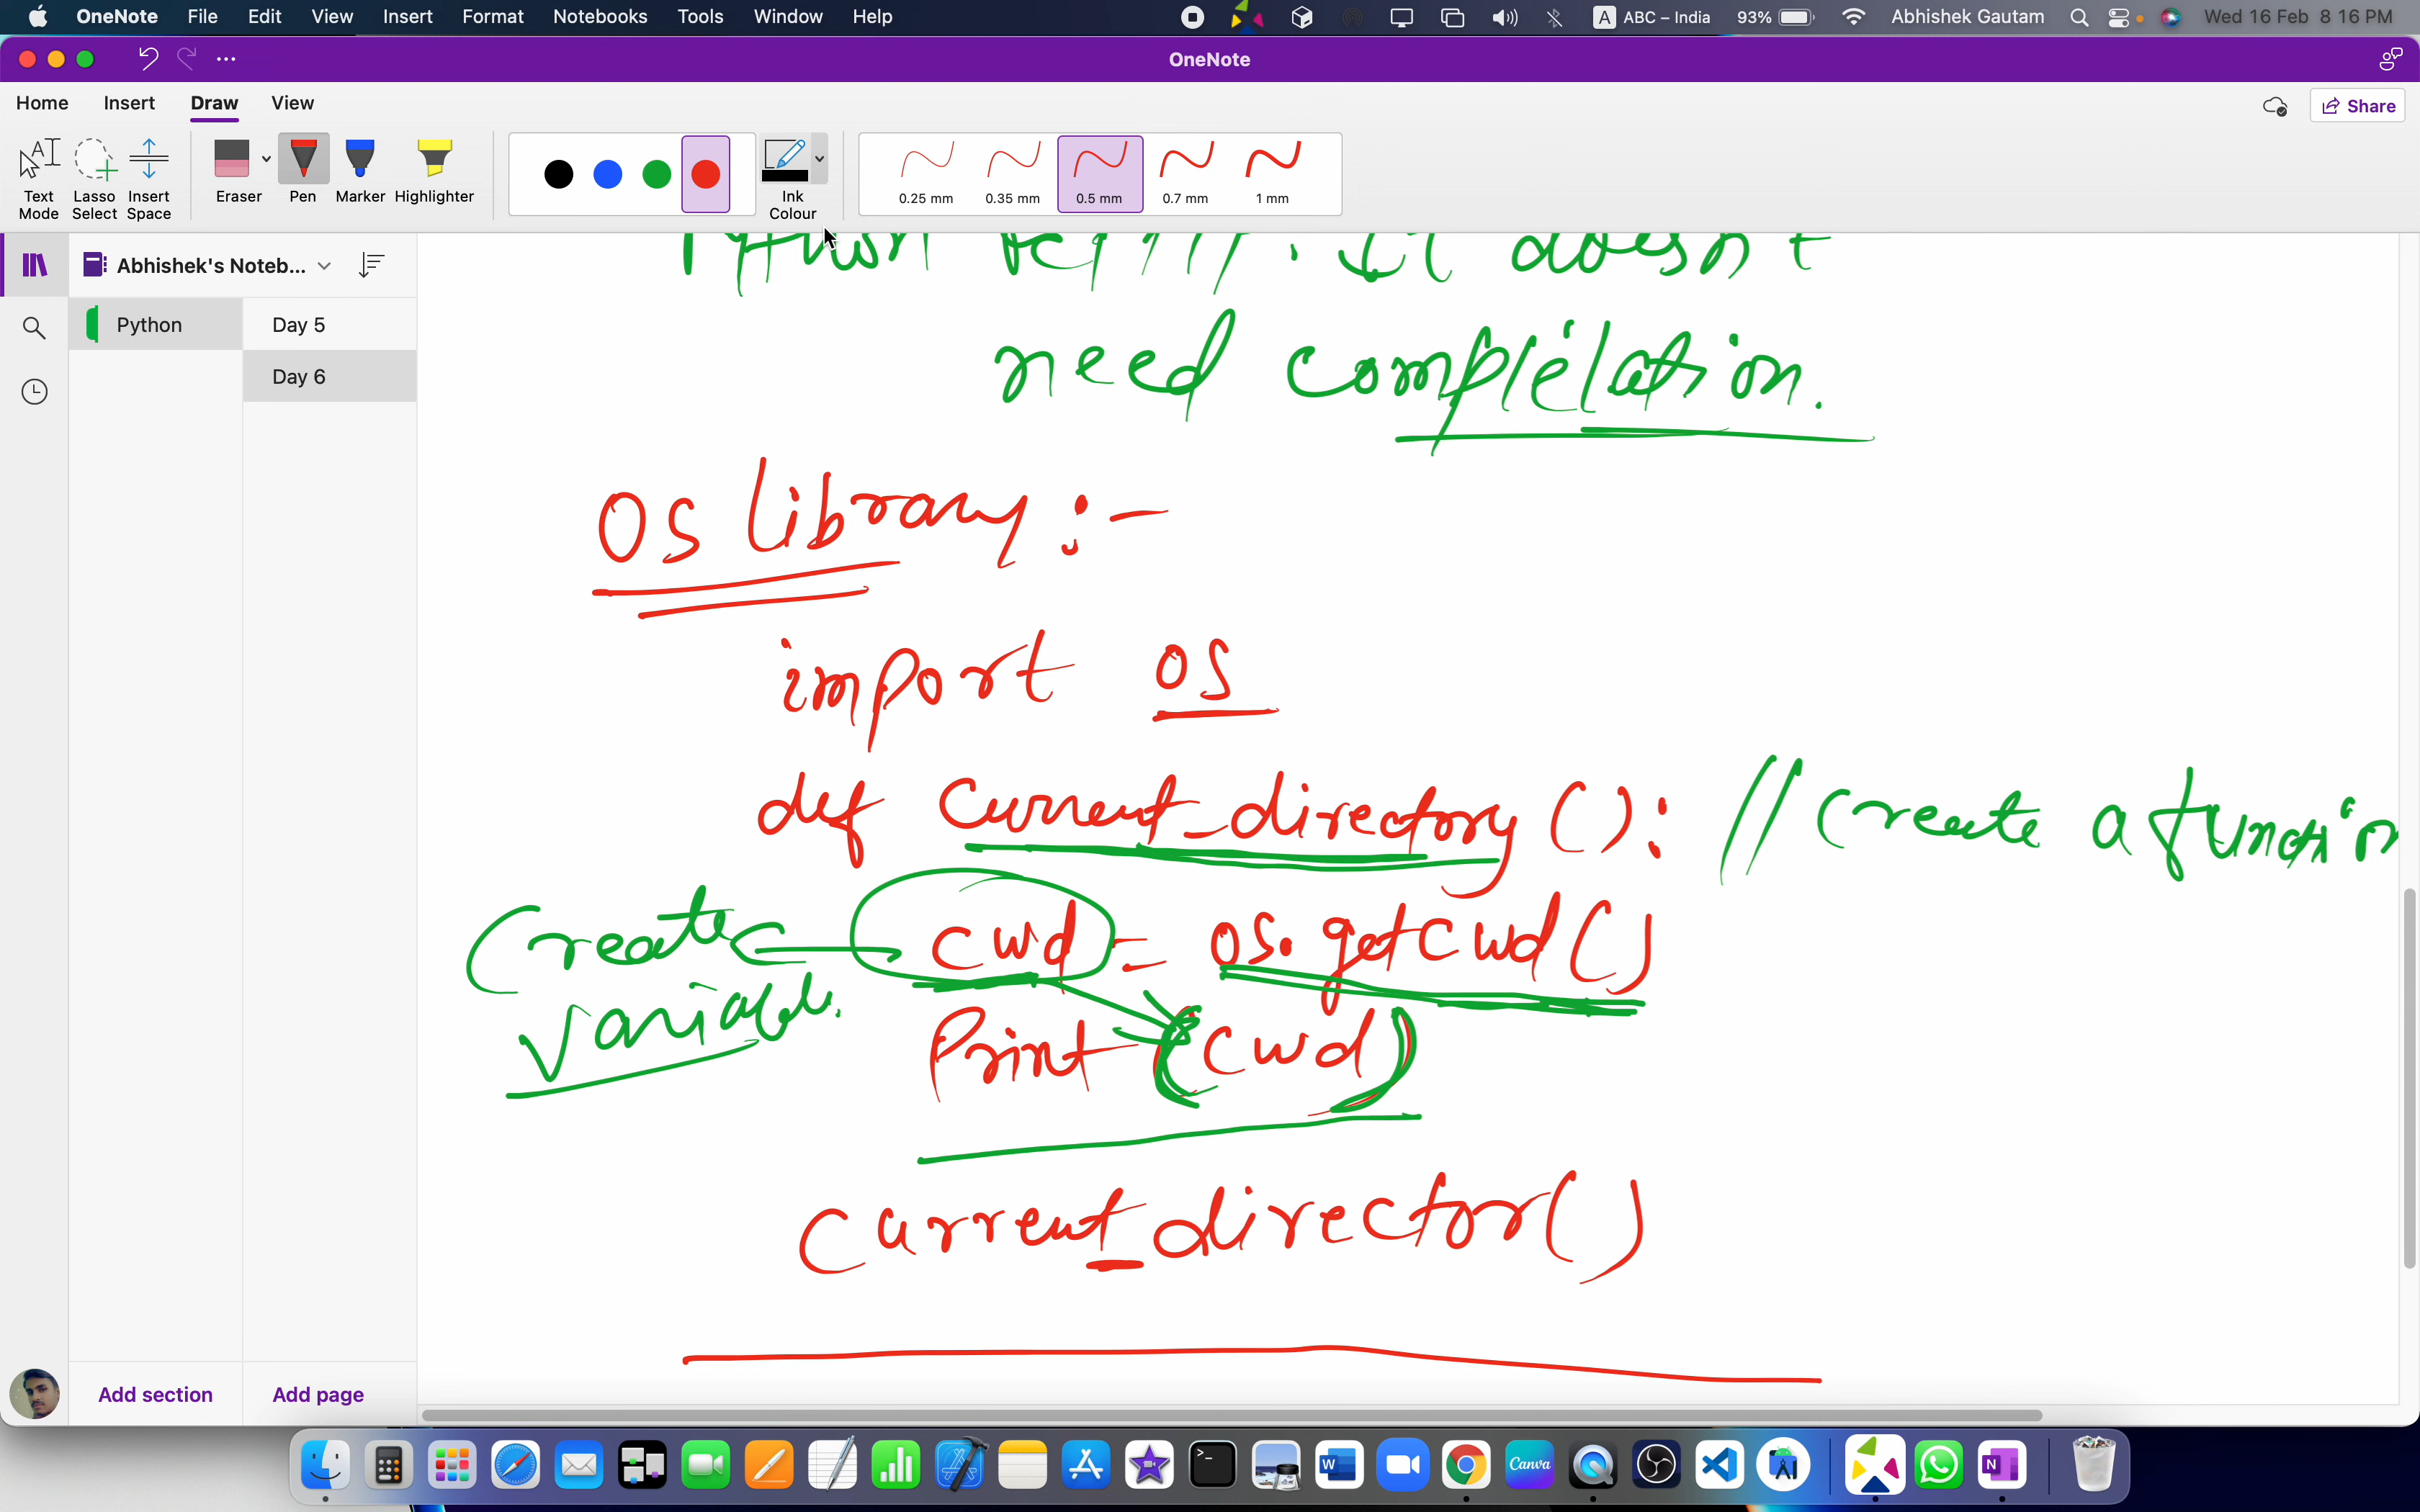 OneNote File Edit View Insert Format Notebooks Tools Window Help A ABC – India 93% Abhishek Gautam Wed 16 Feb 8 16 PM
OneNote
Home Insert Draw View Share
Text Mode Lasso Select Insert Space Eraser Pen Marker Highlighter Ink Colour 0.25 mm 0.35 mm 0.5 mm 0.7 mm 1 mm
Abhishek's Noteb...
Python Day 5
Day 6
It doesn't
need
OS library :-
import os
def current_directory(): // create a function
Create cwd = os.getcwd()
variable.
Print (cwd)
current_director()
Add section Add page
Canva